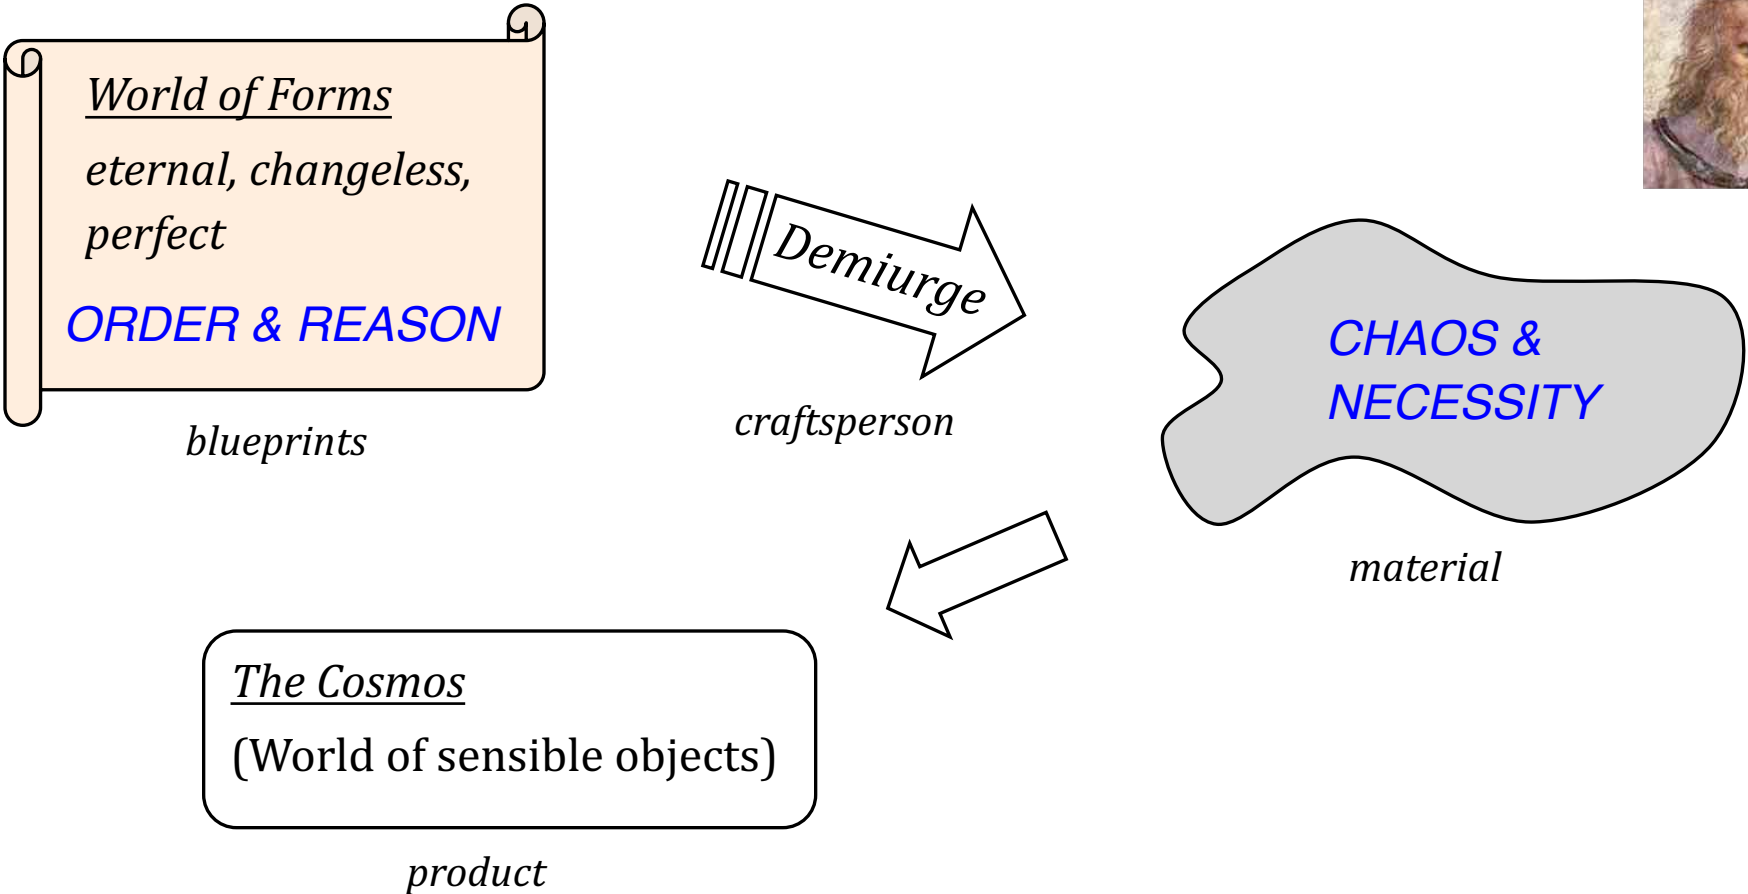 World of Forms
eternal, changeless,
perfect
ORDER & REASON
blueprints
Demiurge
craftsperson
CHAOS &
NECESSITY
material
The Cosmos
(World of sensible objects)
product